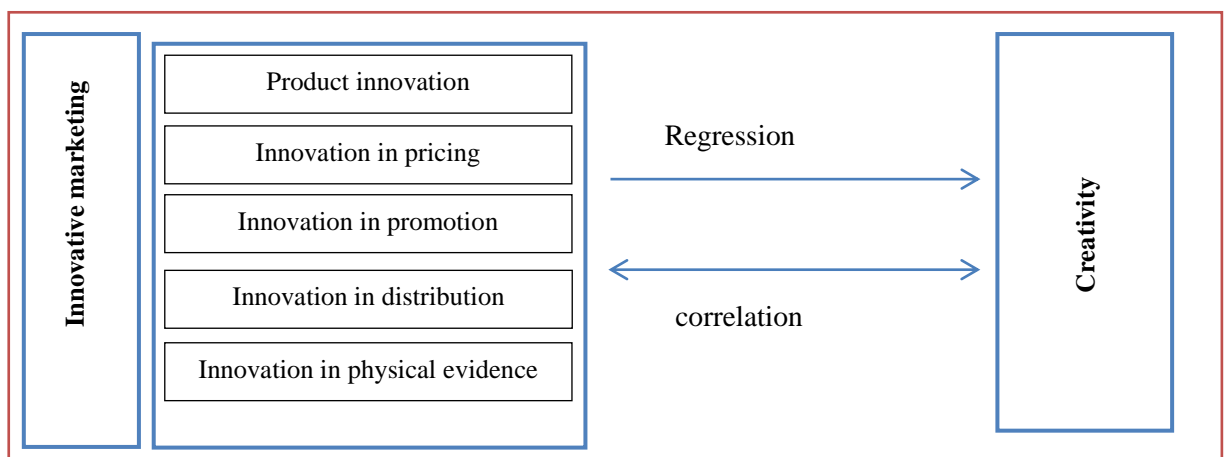 Innovative marketing
Product innovation
Innovation in pricing
Innovation in promotion
Innovation in distribution
Innovation in physical evidence
Regression
correlation
Creativity